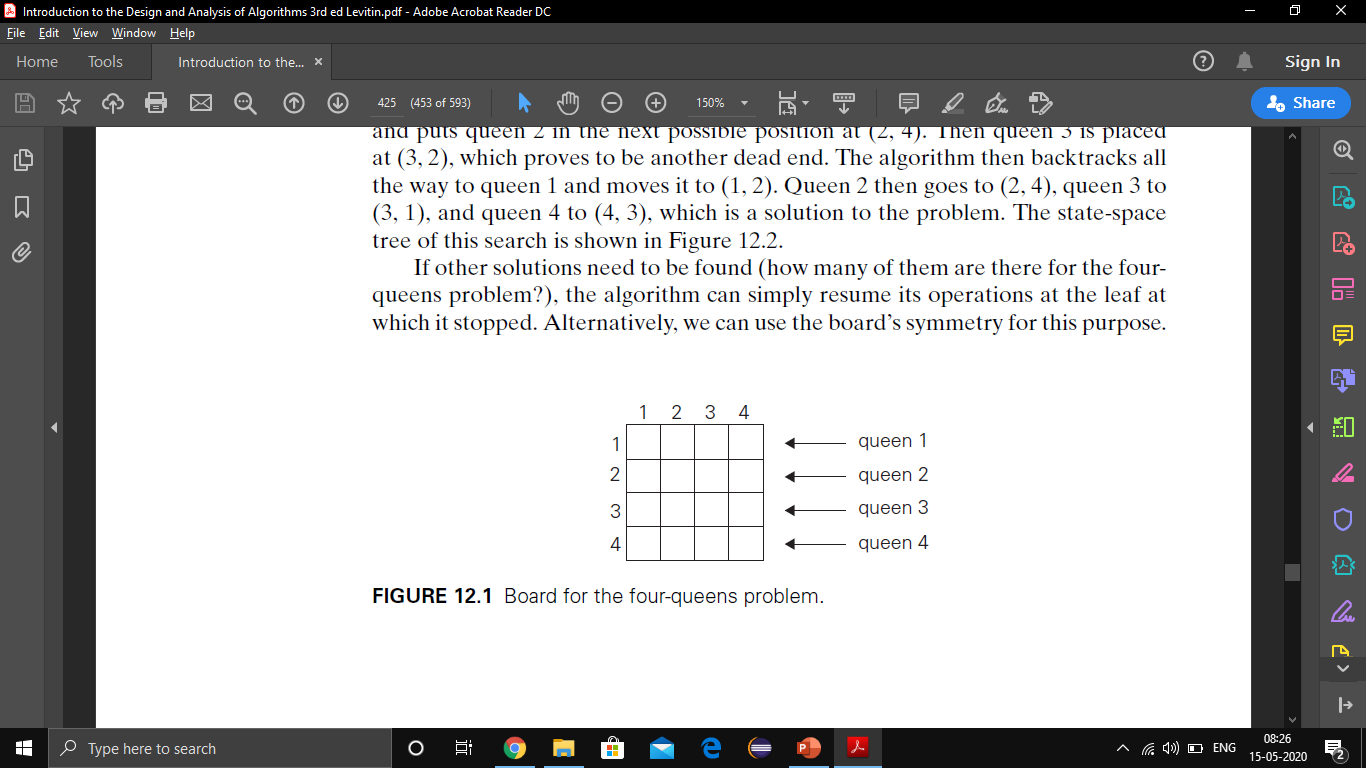 Introduction to the Design and Analysis of Algorithms 3rd ed Levitin.pdf - Adobe Acrobat Reader DC
File Edit View Window Help
Home Tools Introduction to the... × Sign In
425 (453 of 593) 150% Share
and puts queen 2 in the next possible position at (2, 4). Then queen 3 is placed
at (3, 2), which proves to be another dead end. The algorithm then backtracks all
the way to queen 1 and moves it to (1, 2). Queen 2 then goes to (2, 4), queen 3 to
(3, 1), and queen 4 to (4, 3), which is a solution to the problem. The state-space
tree of this search is shown in Figure 12.2.
If other solutions need to be found (how many of them are there for the four-
queens problem?), the algorithm can simply resume its operations at the leaf at
which it stopped. Alternatively, we can use the board's symmetry for this purpose.
1 2 3 4
1 queen 1
2 queen 2
3 queen 3
4 queen 4
FIGURE 12.1 Board for the four-queens problem.
Type here to search
ENG
08:26
15-05-2020
2